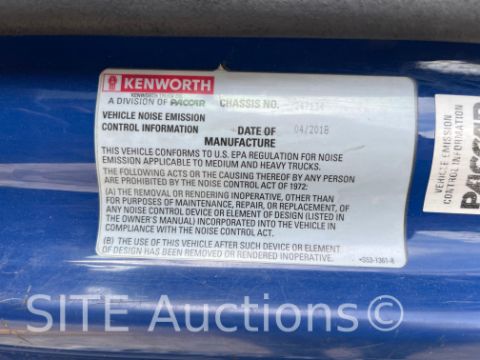 KENWORTH
KENWORTH TRUCK CO.
A DIVISION OF PACCAR CHASSIS NO.
VEHICLE NOISE EMISSION
CONTROL INFORMATION DATE OF 04/2018
MANUFACTURE
THIS VEHICLE CONFORMS TO U.S. EPA REGULATION FOR NOISE
EMISSION APPLICABLE TO MEDIUM AND HEAVY TRUCKS.
THE FOLLOWING ACTS OR THE CAUSING THEREOF BY ANY PERSON
ARE PROHIBITED BY THE NOISE CONTROL ACT OF 1972:
(A) THE REMOVAL OR RENDERING INOPERATIVE, OTHER THAN
FOR PURPOSES OF MAINTENANCE, REPAIR, OR REPLACEMENT, OF
ANY NOISE CONTROL DEVICE OR ELEMENT OF DESIGN (LISTED IN
THE OWNER'S MANUAL) INCORPORATED INTO THE VEHICLE IN
COMPLIANCE WITH THE NOISE CONTROL ACT.
(B) THE USE OF THIS VEHICLE AFTER SUCH DEVICE OR ELEMENT
OF DESIGN HAS BEEN REMOVED OR RENDERED INOPERATIVE.
VEHICLE EMISSION
CONTROL INFORMATION
PACCAR
SITE Auctions.com